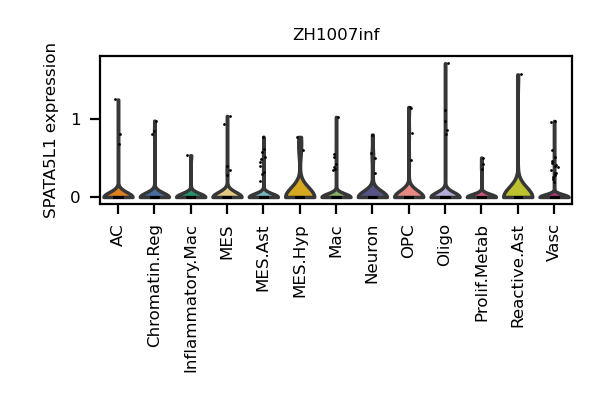 ZH1007inf
SPATA5L1 expression
1
0
AC
Chromatin.Reg
Inflammatory.Mac
MES
MES.Ast
MES.Hyp
Mac
Neuron
OPC
Oligo
Prolif.Metab
Reactive.Ast
Vasc